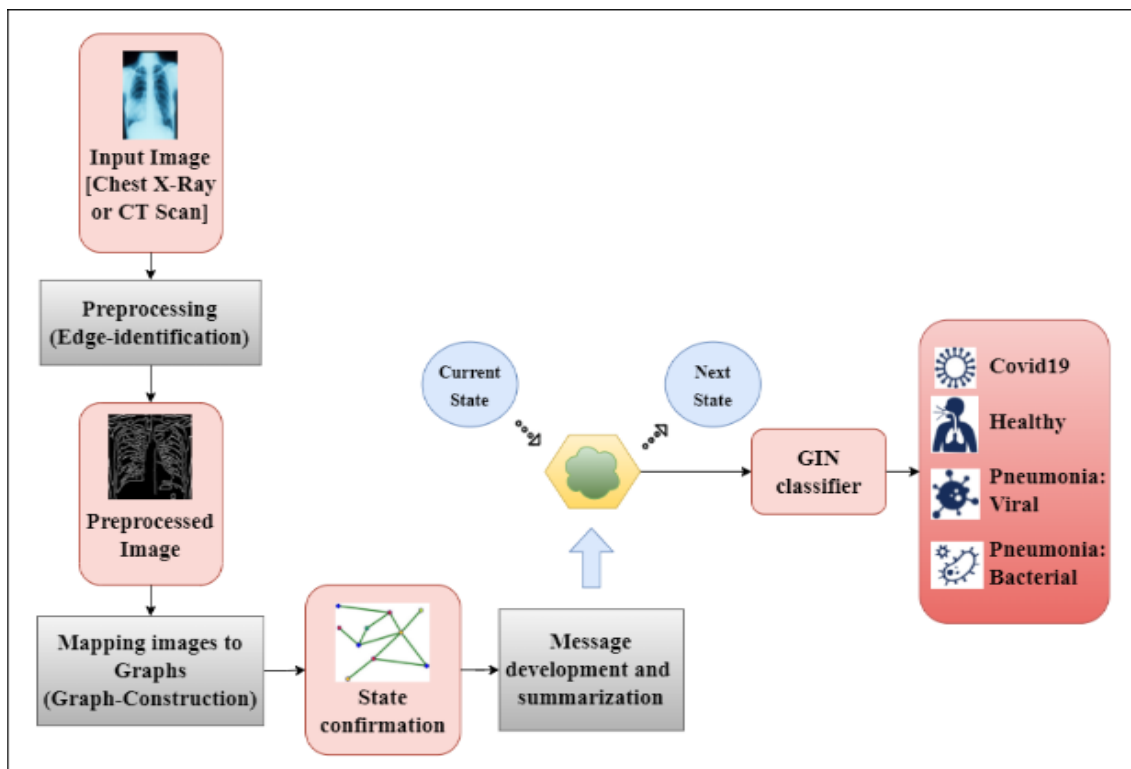 Input Image
[Chest X-Ray
or CT Scan]
Preprocessing
(Edge-identification)
Preprocessed
Image
Mapping images to
Graphs
(Graph-Construction)
State
confirmation
Message
development and
summarization
Current
State
Next
State
GIN
classifier
Covid19
Healthy
Pneumonia:
Viral
Pneumonia:
Bacterial